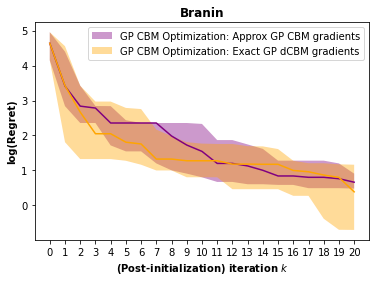 Branin
GP CBM Optimization: Approx GP CBM gradients
GP CBM Optimization: Exact GP dCBM gradients
log(Regret)
5
4
3
2
1
0
0 1 2 3 4 5 6 7 8 9 10 11 12 13 14 15 16 17 18 19 20
(Post-initialization) iteration k